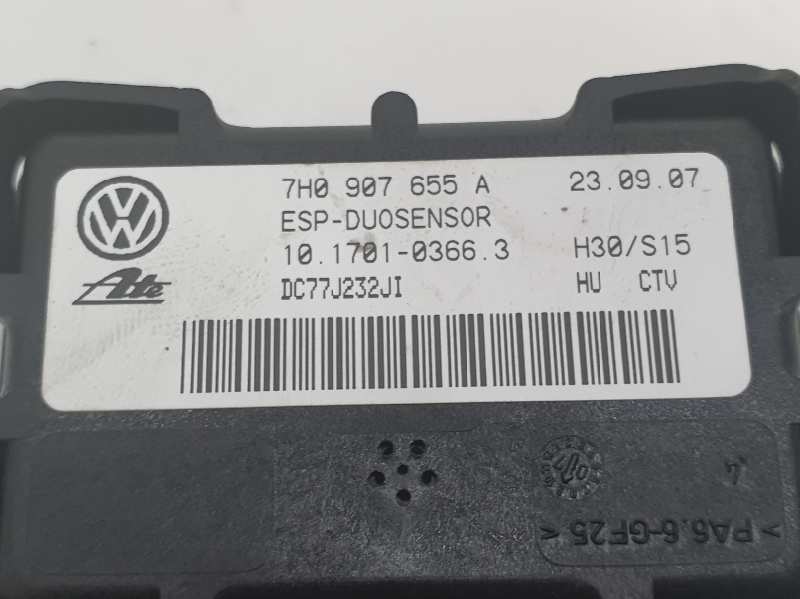 7H0 907 655 A 23.09.07
ESP-DUOSENSOR
10.1701-0366.3 H30/S15
Ate DC77J232JI HU CTV
>PA6.6-GF25<